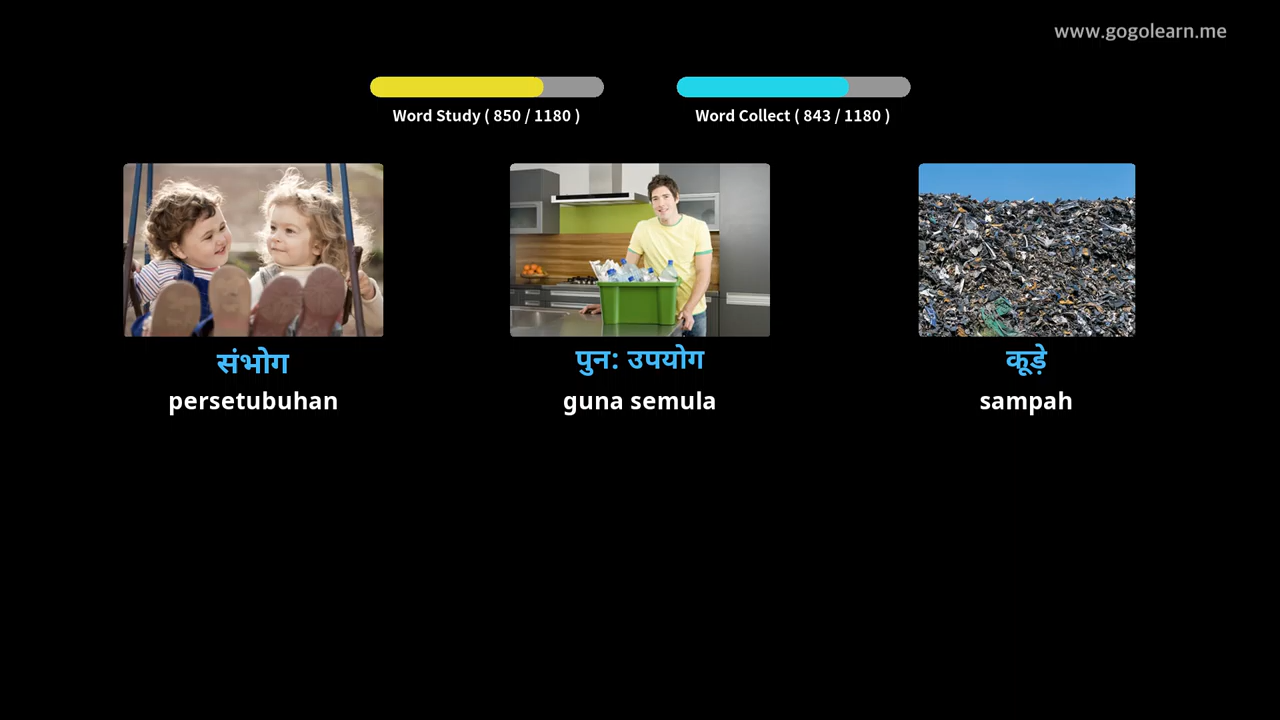 www.gogolearn.me
Word Study ( 850 / 1180 )
Word Collect ( 843 / 1180 )
संभोग
पुन: उपयोग
कूड़े
persetubuhan
guna semula
sampah